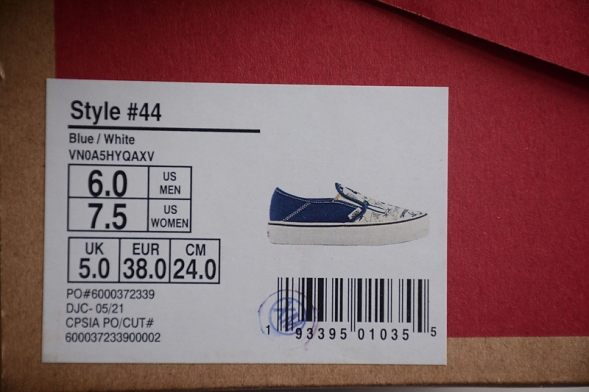 Style #44
Blue / White
VN0A5HYQAXV
6.0 US MEN
7.5 US WOMEN
UK EUR CM
5.0 38.0 24.0
PO#6000372339
DJC- 05/21
CPSIA PO/CUT#
600037233900002
1 93395 01035 5